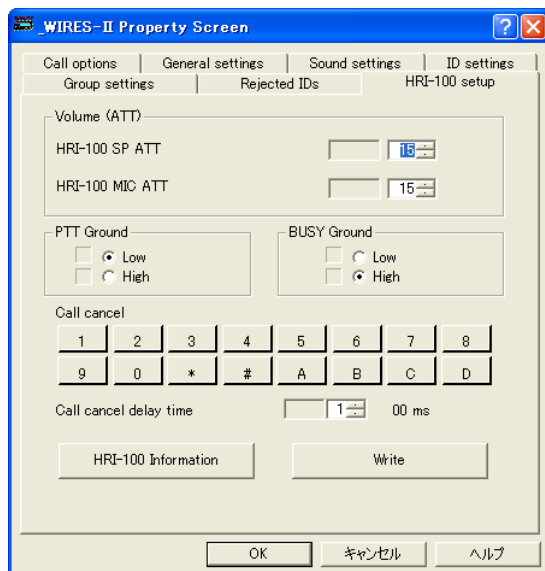 _WIRES-II Property Screen
Call options General settings Sound settings ID settings
Group settings Rejected IDs HRI-100 setup
Volume (ATT)
HRI-100 SP ATT 15
HRI-100 MIC ATT 15
PTT Ground BUSY Ground
Low Low
High High
Call cancel
1 2 3 4 5 6 7 8
9 0 * # A B C D
Call cancel delay time 1 00 ms
HRI-100 Information Write
OK キャンセル ヘルプ